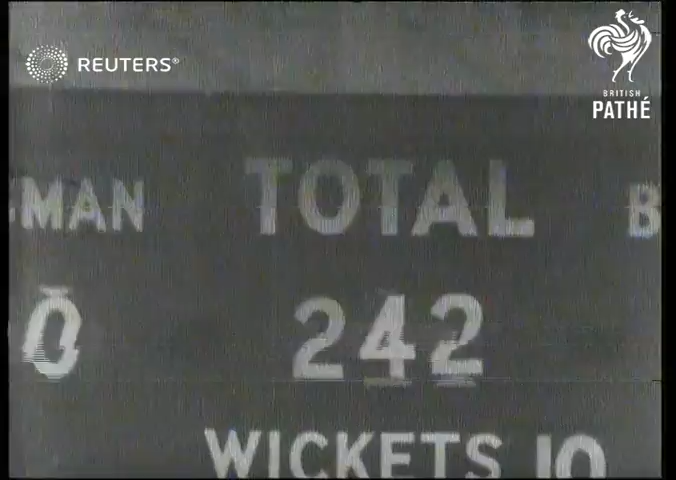 REUTERS®
BRITISH
PATHÉ
MAN TOTAL B
0 242
WICKETS 10